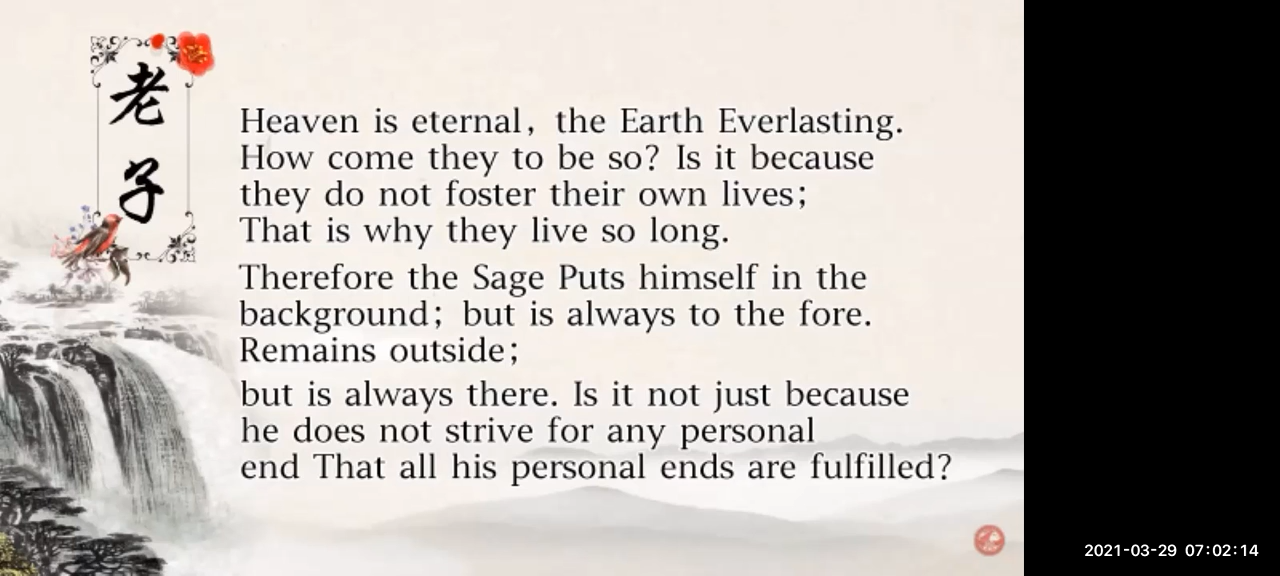 老子
Heaven is eternal, the Earth Everlasting.
How come they to be so? Is it because
they do not foster their own lives;
That is why they live so long.
Therefore the Sage Puts himself in the
background; but is always to the fore.
Remains outside;
but is always there. Is it not just because
he does not strive for any personal
end That all his personal ends are fulfilled?
2021-03-29 07:02:14